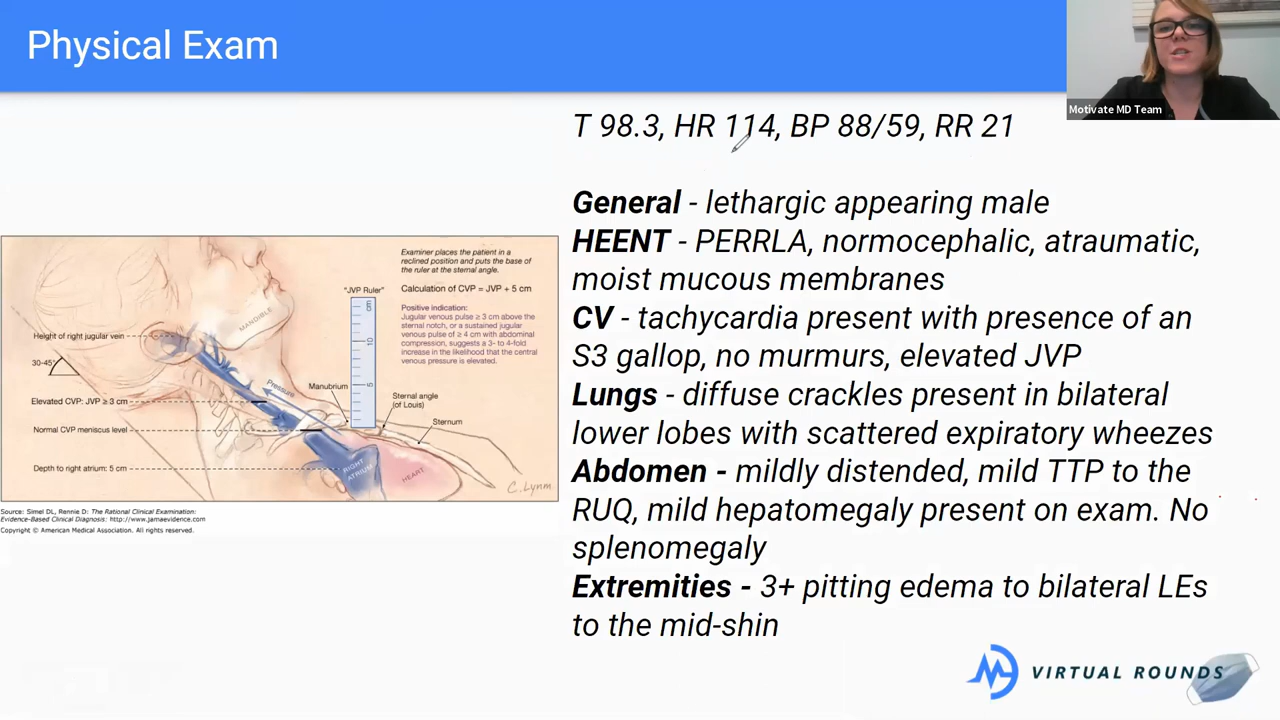 Physical Exam
Motivate MD Team
T 98.3, HR 114, BP 88/59, RR 21
General - lethargic appearing male
HEENT - PERRLA, normocephalic, atraumatic,
moist mucous membranes
CV - tachycardia present with presence of an
S3 gallop, no murmurs, elevated JVP
Lungs - diffuse crackles present in bilateral
lower lobes with scattered expiratory wheezes
Abdomen - mildly distended, mild TTP to the
RUQ, mild hepatomegaly present on exam. No
splenomegaly
Extremities - 3+ pitting edema to bilateral LEs
to the mid-shin
Examiner places the patient in a
reclined position and puts the base of
the ruler at the sternal angle.
"JVP Ruler"
Calculation of CVP = JVP + 5 cm
cm
10
5
Positive indication:
Jugular venous pulse ≥ 3 cm above the
sternal notch, or a sustained jugular
venous pulse of ≥ 4 cm with abdominal
compression, suggests a 3- to 4-fold
increase in the likelihood that the central
venous pressure is elevated.
MANDIBLE
Height of right jugular vein
30-45°
Pressure
Manubrium
Sternal angle
(of Louis)
Elevated CVP: JVP ≥ 3 cm
Sternum
Normal CVP meniscus level
Depth to right atrium: 5 cm
RIGHT
ATRIUM
HEART
C. Lynm
Source: Simel DL, Rennie D: The Rational Clinical Examination:
Evidence-Based Clinical Diagnosis: http://www.jamaevidence.com
Copyright © American Medical Association. All rights reserved.
VIRTUAL ROUNDS